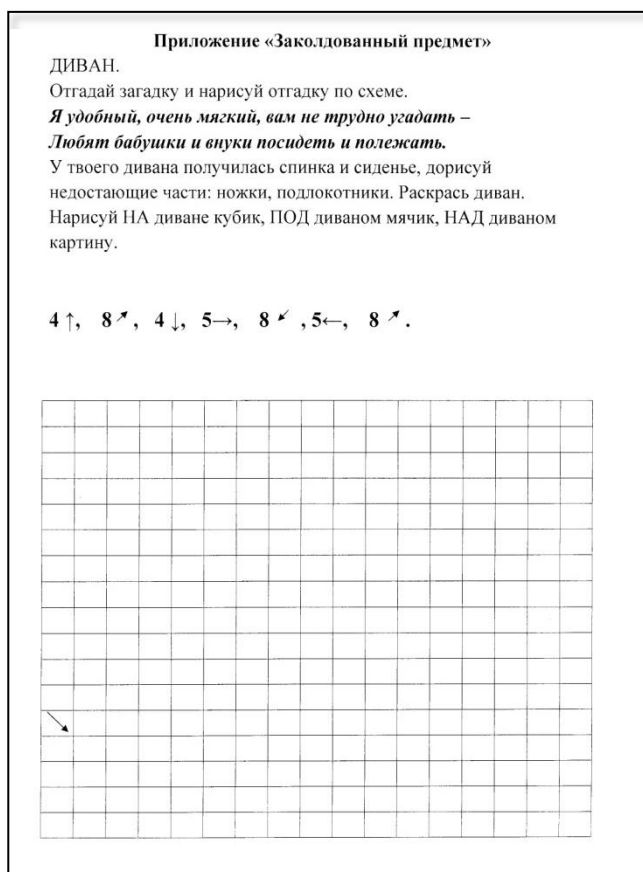 Приложение «Заколдованный предмет»
ДИВАН.
Отгадай загадку и нарисуй отгадку по схеме.
Я удобный, очень мягкий, вам не трудно угадать –
Любят бабушки и внуки посидеть и полежать.
У твоего дивана получилась спинка и сиденье, дорисуй
недостающие части: ножки, подлокотники. Раскрась диван.
Нарисуй НА диване кубик, ПОД диваном мячик, НАД диваном
картину.
4 ↑, 8 ↗, 4 ↓, 5→, 8 ↙ , 5←, 8 ↗ .